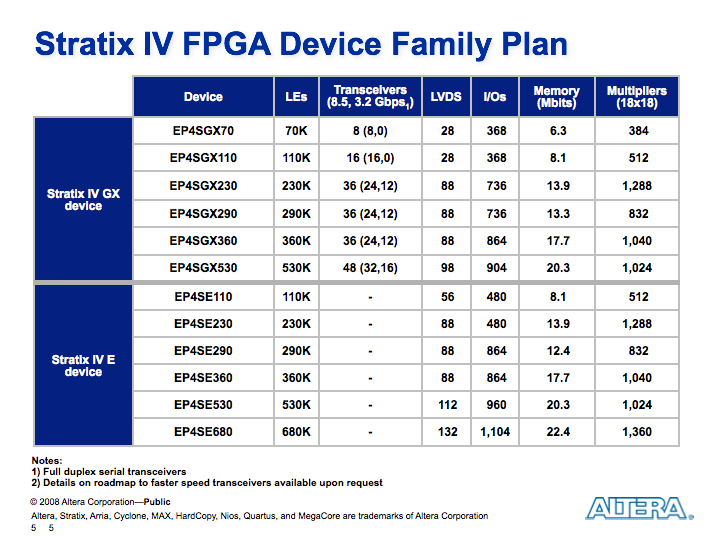 Stratix IV FPGA Device Family Plan
Device LEs Transceivers (8.5, 3.2 Gbps,1) LVDS I/Os Memory (Mbits) Multipliers (18x18)
Stratix IV GX device
EP4SGX70 70K 8 (8,0) 28 368 6.3 384
EP4SGX110 110K 16 (16,0) 28 368 8.1 512
EP4SGX230 230K 36 (24,12) 88 736 13.9 1,288
EP4SGX290 290K 36 (24,12) 88 736 13.3 832
EP4SGX360 360K 36 (24,12) 88 864 17.7 1,040
EP4SGX530 530K 48 (32,16) 98 904 20.3 1,024
Stratix IV E device
EP4SE110 110K - 56 480 8.1 512
EP4SE230 230K - 88 480 13.9 1,288
EP4SE290 290K - 88 864 12.4 832
EP4SE360 360K - 88 864 17.7 1,040
EP4SE530 530K - 112 960 20.3 1,024
EP4SE680 680K - 132 1,104 22.4 1,360
Notes:
1) Full duplex serial transceivers
2) Details on roadmap to faster speed transceivers available upon request
© 2008 Altera Corporation—Public
Altera, Stratix, Arria, Cyclone, MAX, HardCopy, Nios, Quartus, and MegaCore are trademarks of Altera Corporation
5 5
ALTERA®